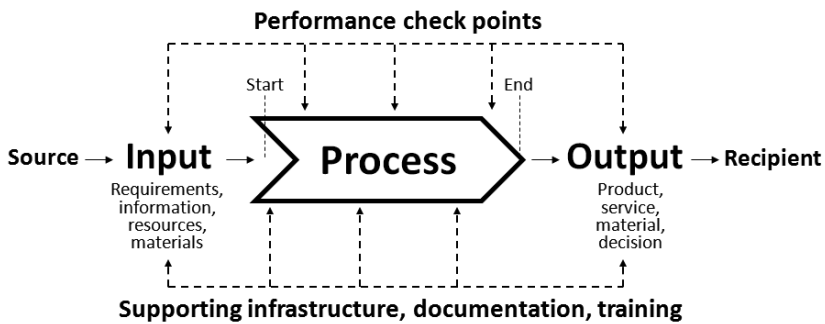 Performance check points
Start
End
Source
Input
Process
Output
Recipient
Requirements,
information,
resources,
materials
Product,
service,
material,
decision
Supporting infrastructure, documentation, training